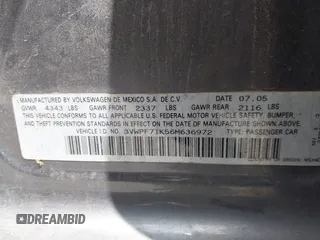 MFD. BY VOLKSWAGEN DE MEXICO S.A. DE C.V. DATE 07.05
GVWR 4343 LBS GAWR FRONT 2337 LBS GAWR REAR 2116 LBS
THIS VEHICLE CONFORMS TO ALL APPLICABLE U.S. FEDERAL MOTOR VEHICLE SAFETY, BUMPER,
AND THEFT PREVENTION STANDARDS IN EFFECT ON THE DATE OF MANUFACTURE SHOWN ABOVE.
VEHICLE I.D. NO.: 3VWPF71K56M636972 TYPE: PASSENGER CAR
DREAMBID